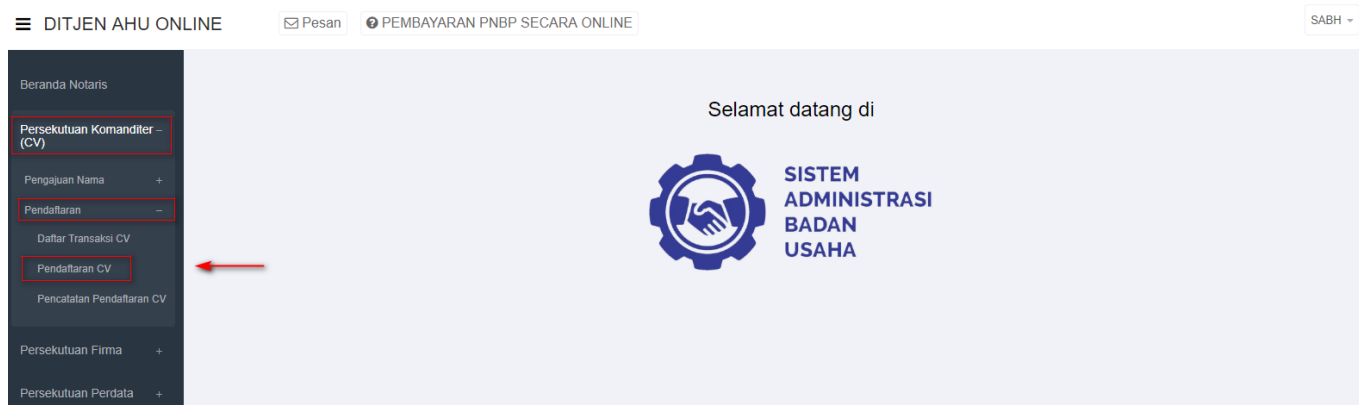 DITJEN AHU ONLINE
Pesan
PEMBAYARAN PNBP SECARA ONLINE
SABH
Beranda Notaris
Persekutuan Komanditer –
(CV)
Pengajuan Nama +
Pendaftaran –
Daftar Transaksi CV
Pendaftaran CV
Pencatatan Pendaftaran CV
Persekutuan Firma +
Persekutuan Perdata +
Selamat datang di
SISTEM
ADMINISTRASI
BADAN
USAHA